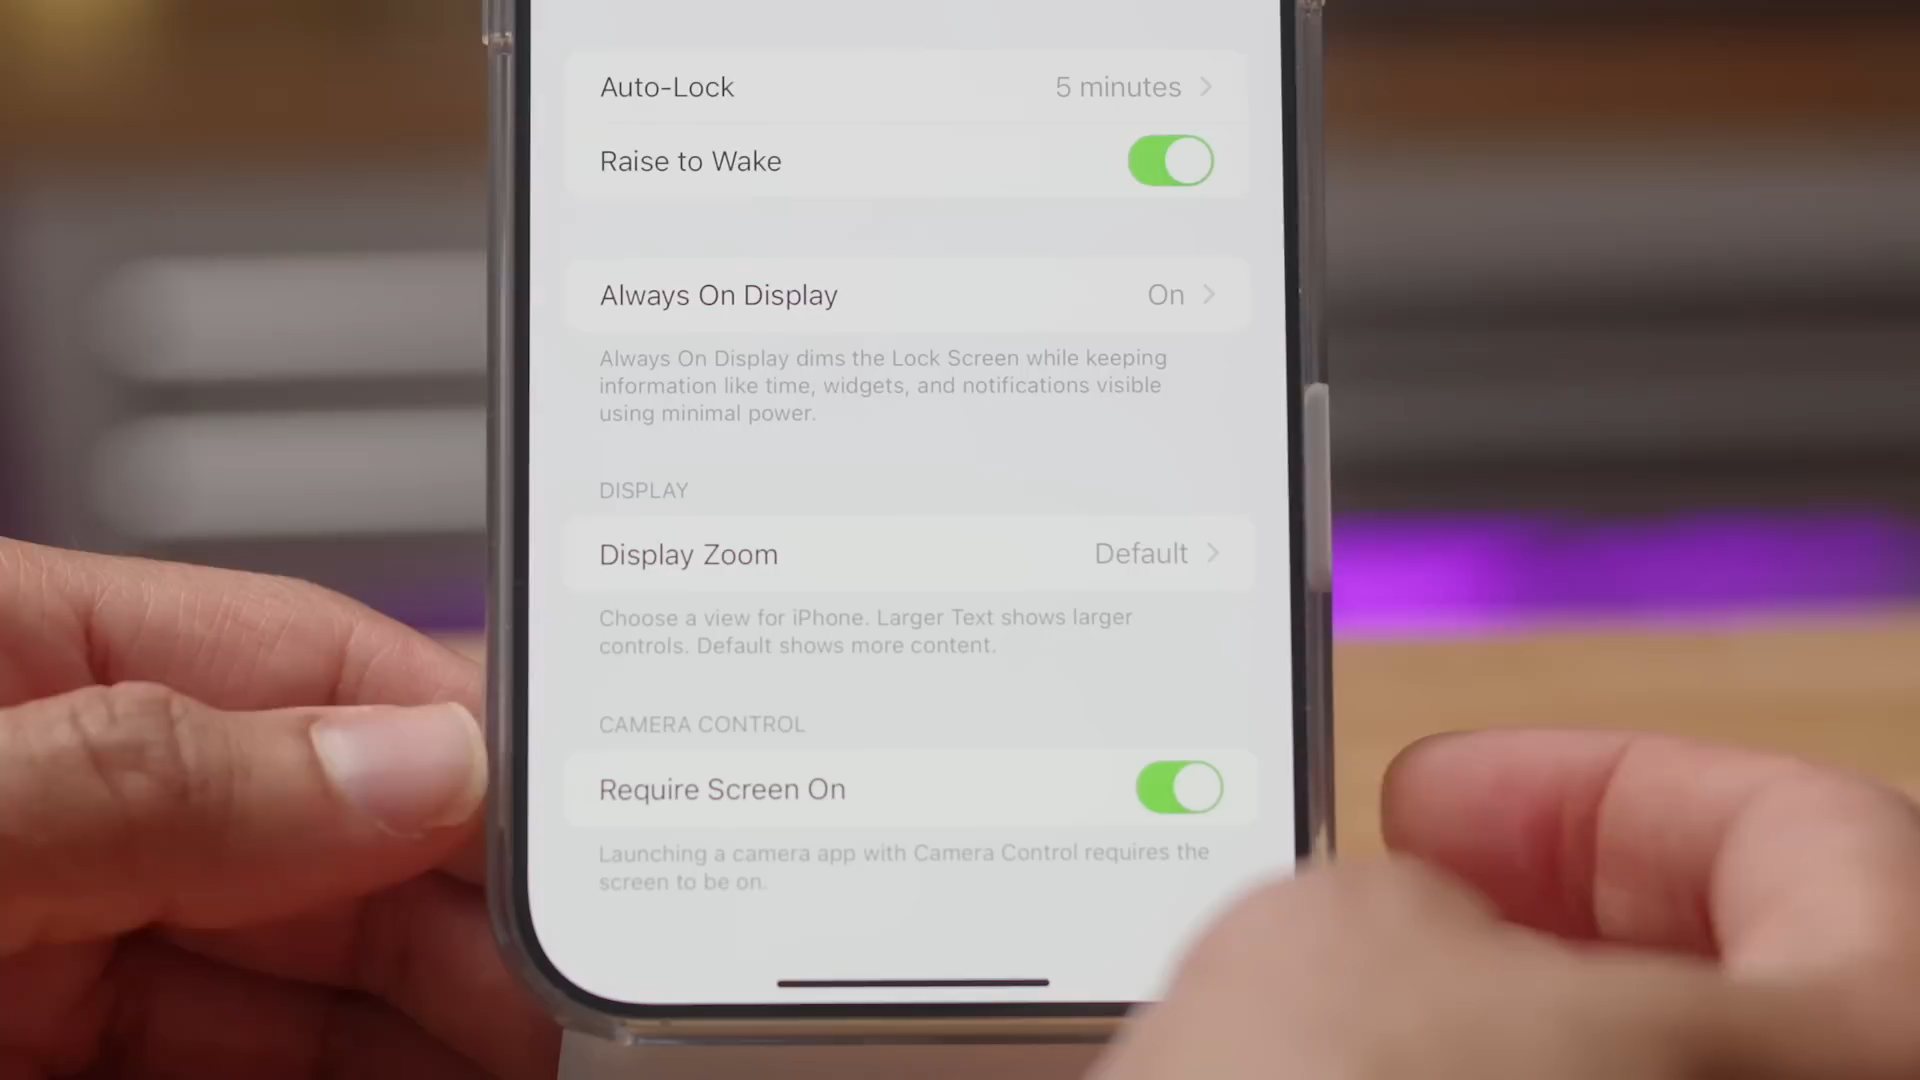 Auto-Lock 5 minutes
Raise to Wake
Always On Display On
Always On Display dims the Lock Screen while keeping
information like time, widgets, and notifications visible
using minimal power.
DISPLAY
Display Zoom Default
Choose a view for iPhone. Larger Text shows larger
controls. Default shows more content.
CAMERA CONTROL
Require Screen On
Launching a camera app with Camera Control requires the
screen to be on.